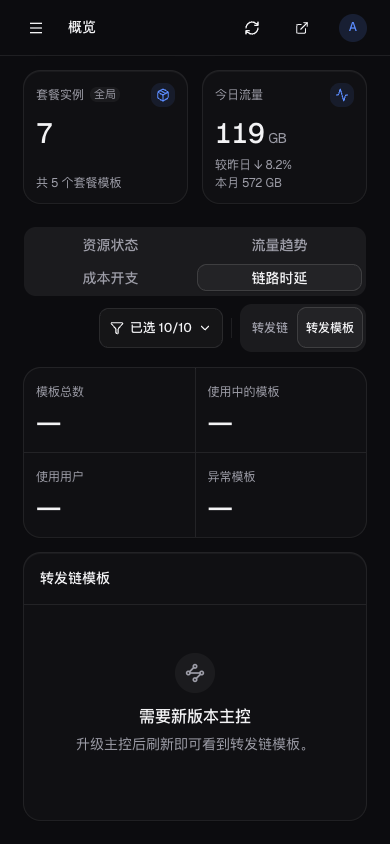 概览
A
套餐实例 全局
7
共 5 个套餐模板
今日流量
119 GB
较昨日 ↓ 8.2%
本月 572 GB
资源状态
流量趋势
成本开支
链路时延
已选 10/10
转发链
转发模板
模板总数
—
使用中的模板
—
使用用户
—
异常模板
—
转发链模板
需要新版本主控
升级主控后刷新即可看到转发链模板。